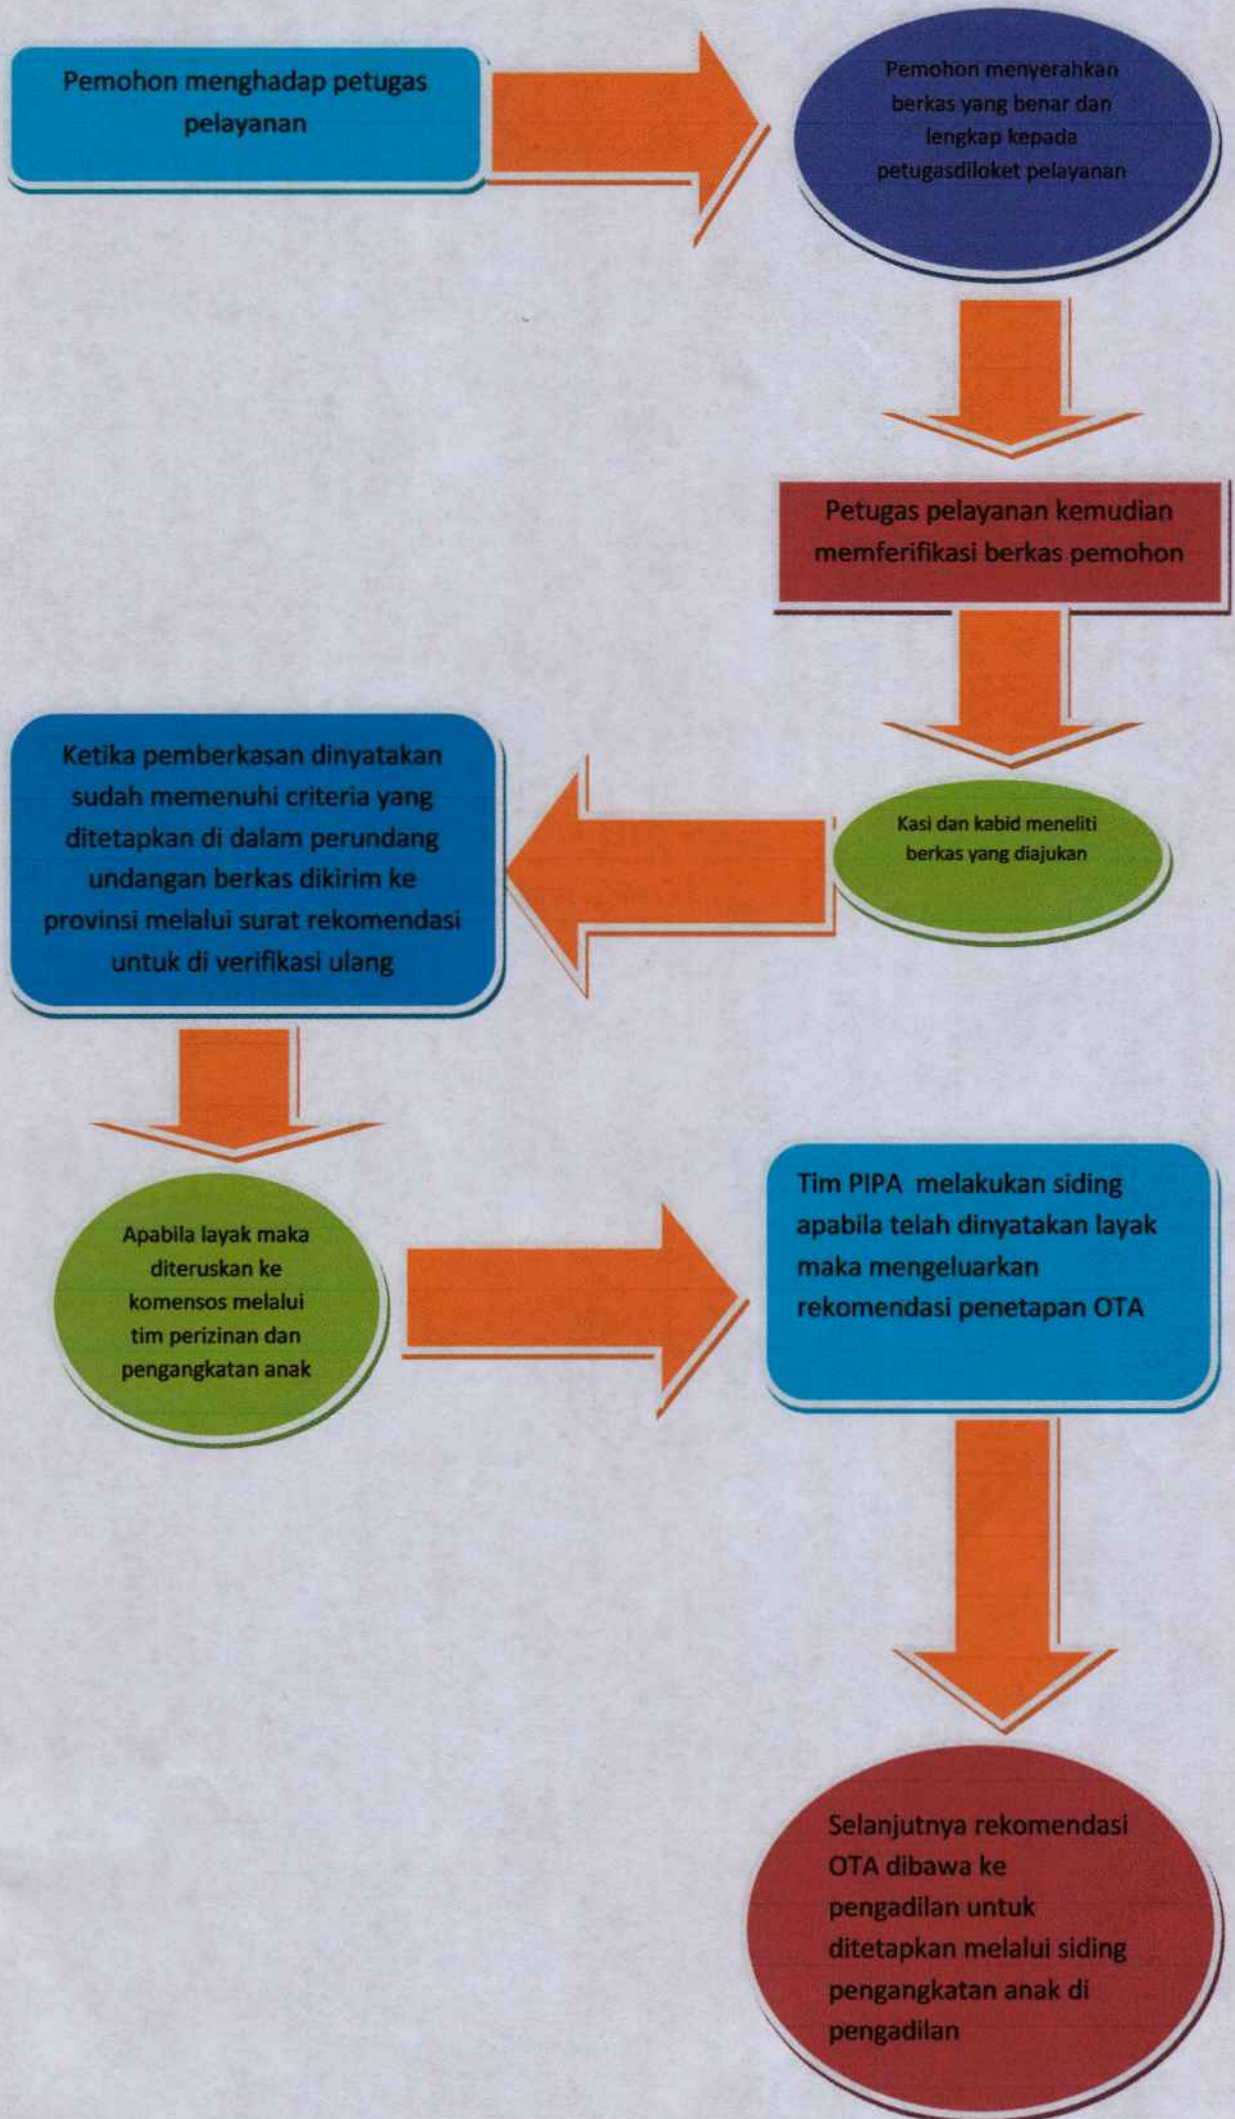 Pemohon menghadap petugas
pelayanan
Pemohon menyerahkan
berkas yang benar dan
lengkap kepada
petugasdiloket pelayanan
Petugas pelayanan kemudian
memferifikasi berkas pemohon
Kasi dan kabid meneliti
berkas yang diajukan
Ketika pemberkasan dinyatakan
sudah memenuhi criteria yang
ditetapkan di dalam perundang
undangan berkas dikirim ke
provinsi melalui surat rekomendasi
untuk di verifikasi ulang
Apabila layak maka
diteruskan ke
komensos melalui
tim perizinan dan
pengangkatan anak
Tim PIPA melakukan siding
apabila telah dinyatakan layak
maka mengeluarkan
rekomendasi penetapan OTA
Selanjutnya rekomendasi
OTA dibawa ke
pengadilan untuk
ditetapkan melalui siding
pengangkatan anak di
pengadilan